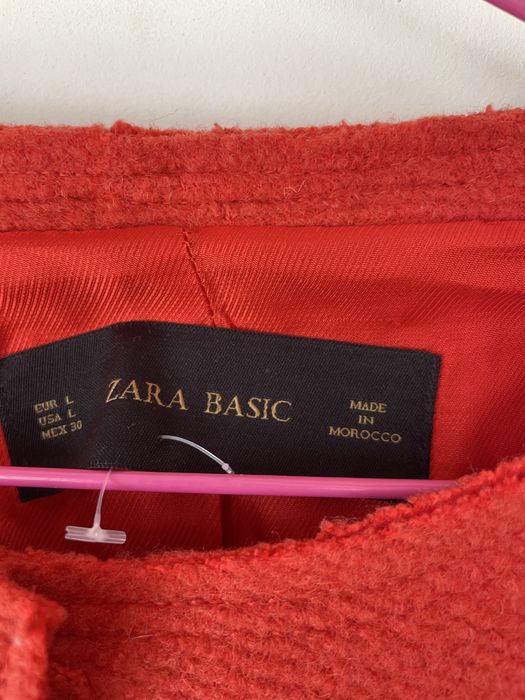 EUR L
USA L
MEX 30
ZARA BASIC
MADE
IN
MOROCCO